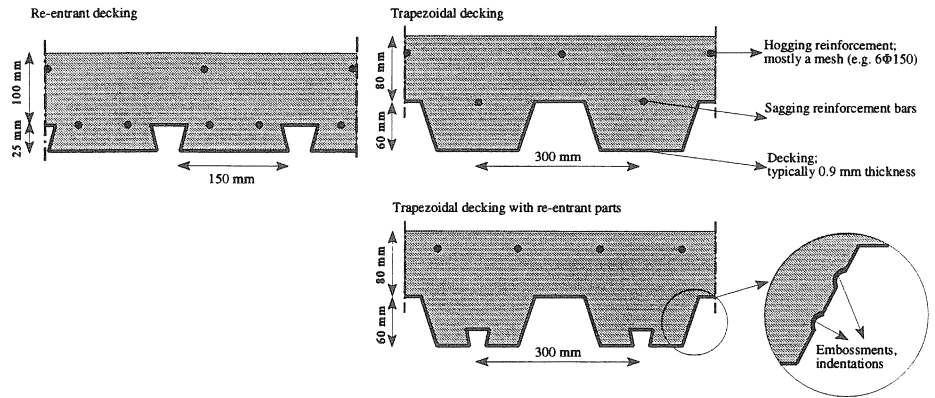 Re-entrant decking
100 mm
25 mm
150 mm
Trapezoidal decking
80 mm
60 mm
300 mm
Hogging reinforcement;
mostly a mesh (e.g. 6Φ150)
Sagging reinforcement bars
Decking;
typically 0.9 mm thickness
Trapezoidal decking with re-entrant parts
80 mm
60 mm
300 mm
Embossments,
indentations